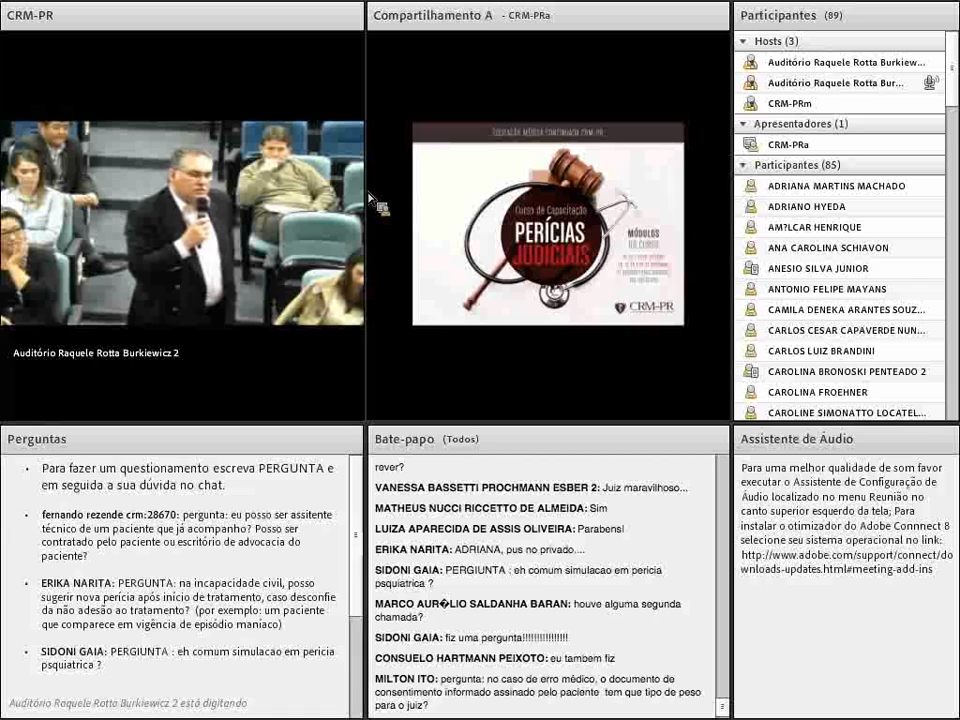 CRM-PR
Compartilhamento A - CRM-PRa
Participantes (89)
Hosts (3)
Auditório Raquele Rotta Burkiew...
Auditório Raquele Rotta Bur...
CRM-PRm
Apresentadores (1)
CRM-PRa
Participantes (85)
ADRIANA MARTINS MACHADO
ADRIANO HYEDA
AM?LCAR HENRIQUE
ANA CAROLINA SCHIAVON
ANESIO SILVA JUNIOR
ANTONIO FELIPE MAYANS
CAMILA DENEKA ARANTES SOUZ...
CARLOS CESAR CAPAVERDE NUN...
CARLOS LUIZ BRANDINI
CAROLINA BRONOSKI PENTEADO 2
CAROLINA FROEHNER
CAROLINE SIMONATTO LOCATEL...
EDUCAÇÃO MÉDICA CONTINUADA CRM-PR
Curso de Capacitação
PERÍCIAS
JUDICIAIS
MÓDULOS
DO CURSO
CRM-PR
Auditório Raquele Rotta Burkiewicz 2
Perguntas
• Para fazer um questionamento escreva PERGUNTA e
em seguida a sua dúvida no chat.
• fernando rezende crm:28670: pergunta: eu posso ser assitente
técnico de um paciente que já acompanho? Posso ser
contratado pelo paciente ou escritório de advocacia do
paciente?
• ERIKA NARITA: PERGUNTA: na incapacidade civil, posso
sugerir nova perícia após início de tratamento, caso desconfie
da não adesão ao tratamento? (por exemplo: um paciente
que comparece em vigência de episódio maníaco)
• SIDONI GAIA: PERGIUNTA : eh comum simulacao em pericia
psquiatrica ?
Auditório Raquele Rotta Burkiewicz 2 está digitando
Bate-papo (Todos)
rever?
VANESSA BASSETTI PROCHMANN ESBER 2: Juiz maravilhoso...
MATHEUS NUCCI RICCETTO DE ALMEIDA: Sim
LUIZA APARECIDA DE ASSIS OLIVEIRA: Parabens!
ERIKA NARITA: ADRIANA, pus no privado....
SIDONI GAIA: PERGIUNTA : eh comum simulacao em pericia
psquiatrica ?
MARCO AUR�LIO SALDANHA BARAN: houve alguma segunda
chamada?
SIDONI GAIA: fiz uma pergunta!!!!!!!!!!!!!!!!
CONSUELO HARTMANN PEIXOTO: eu tambem fiz
MILTON ITO: pergunta: no caso de erro médico, o documento de
consentimento informado assinado pelo paciente tem que tipo de peso
para o juiz?
Assistente de Áudio
Para uma melhor qualidade de som favor
executar o Assistente de Configuração de
Áudio localizado no menu Reunião no
canto superior esquerdo da tela; Para
instalar o otimizador do Adobe Connnect 8
selecione seu sistema operacional no link:
http://www.adobe.com/support/connect/do
wnloads-updates.html#meeting-add-ins